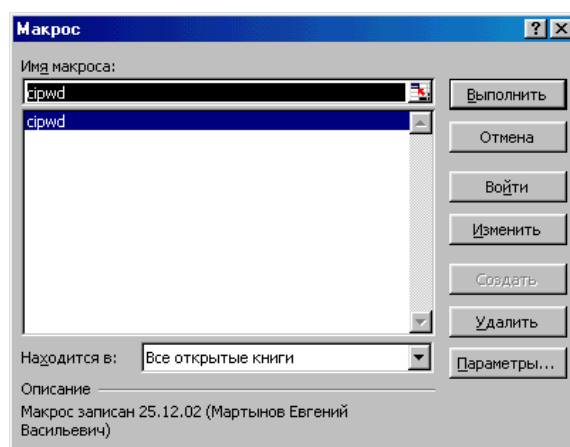 Макрос
Имя макроса:
cipwd
cipwd
Выполнить
Отмена
Войти
Изменить
Создать
Удалить
Параметры...
Находится в:
Все открытые книги
Описание
Макрос записан 25.12.02 (Мартынов Евгений
Васильевич)